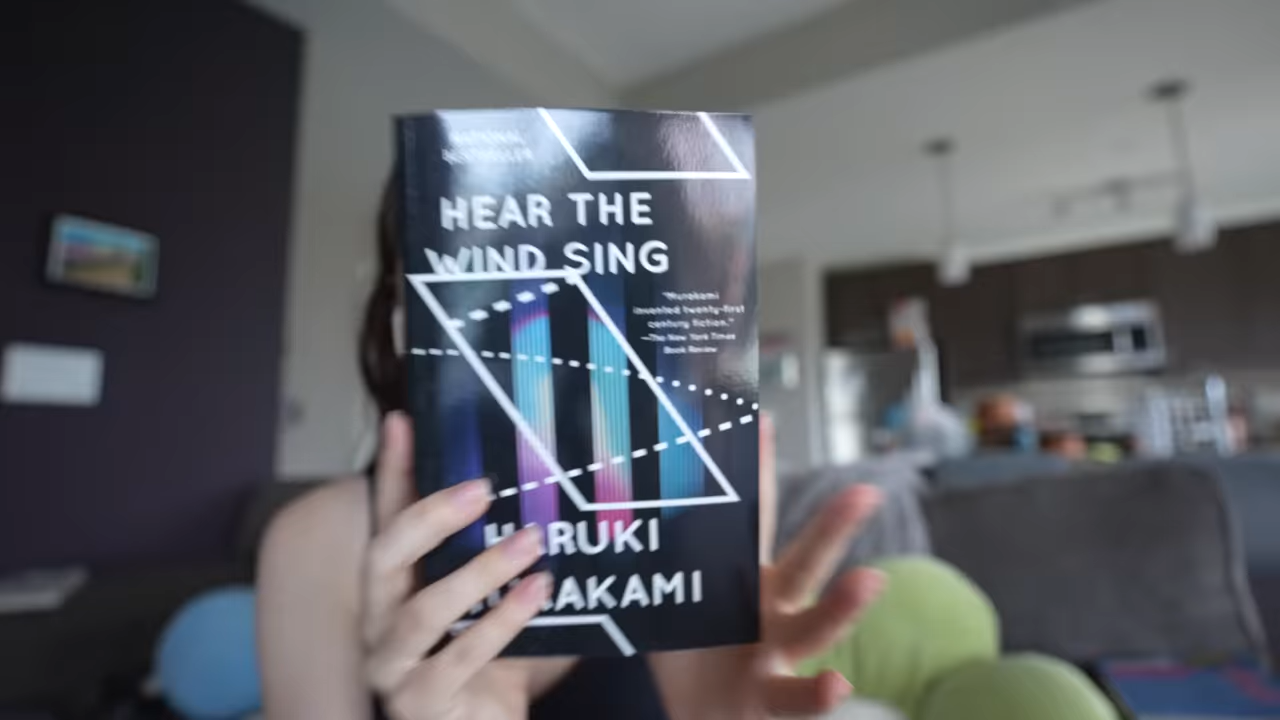 NATIONAL
BESTSELLER
HEAR THE
WIND SING
"Murakami
invented twenty-first
century fiction."
—The New York Times
Book Review
HARUKI
MURAKAMI